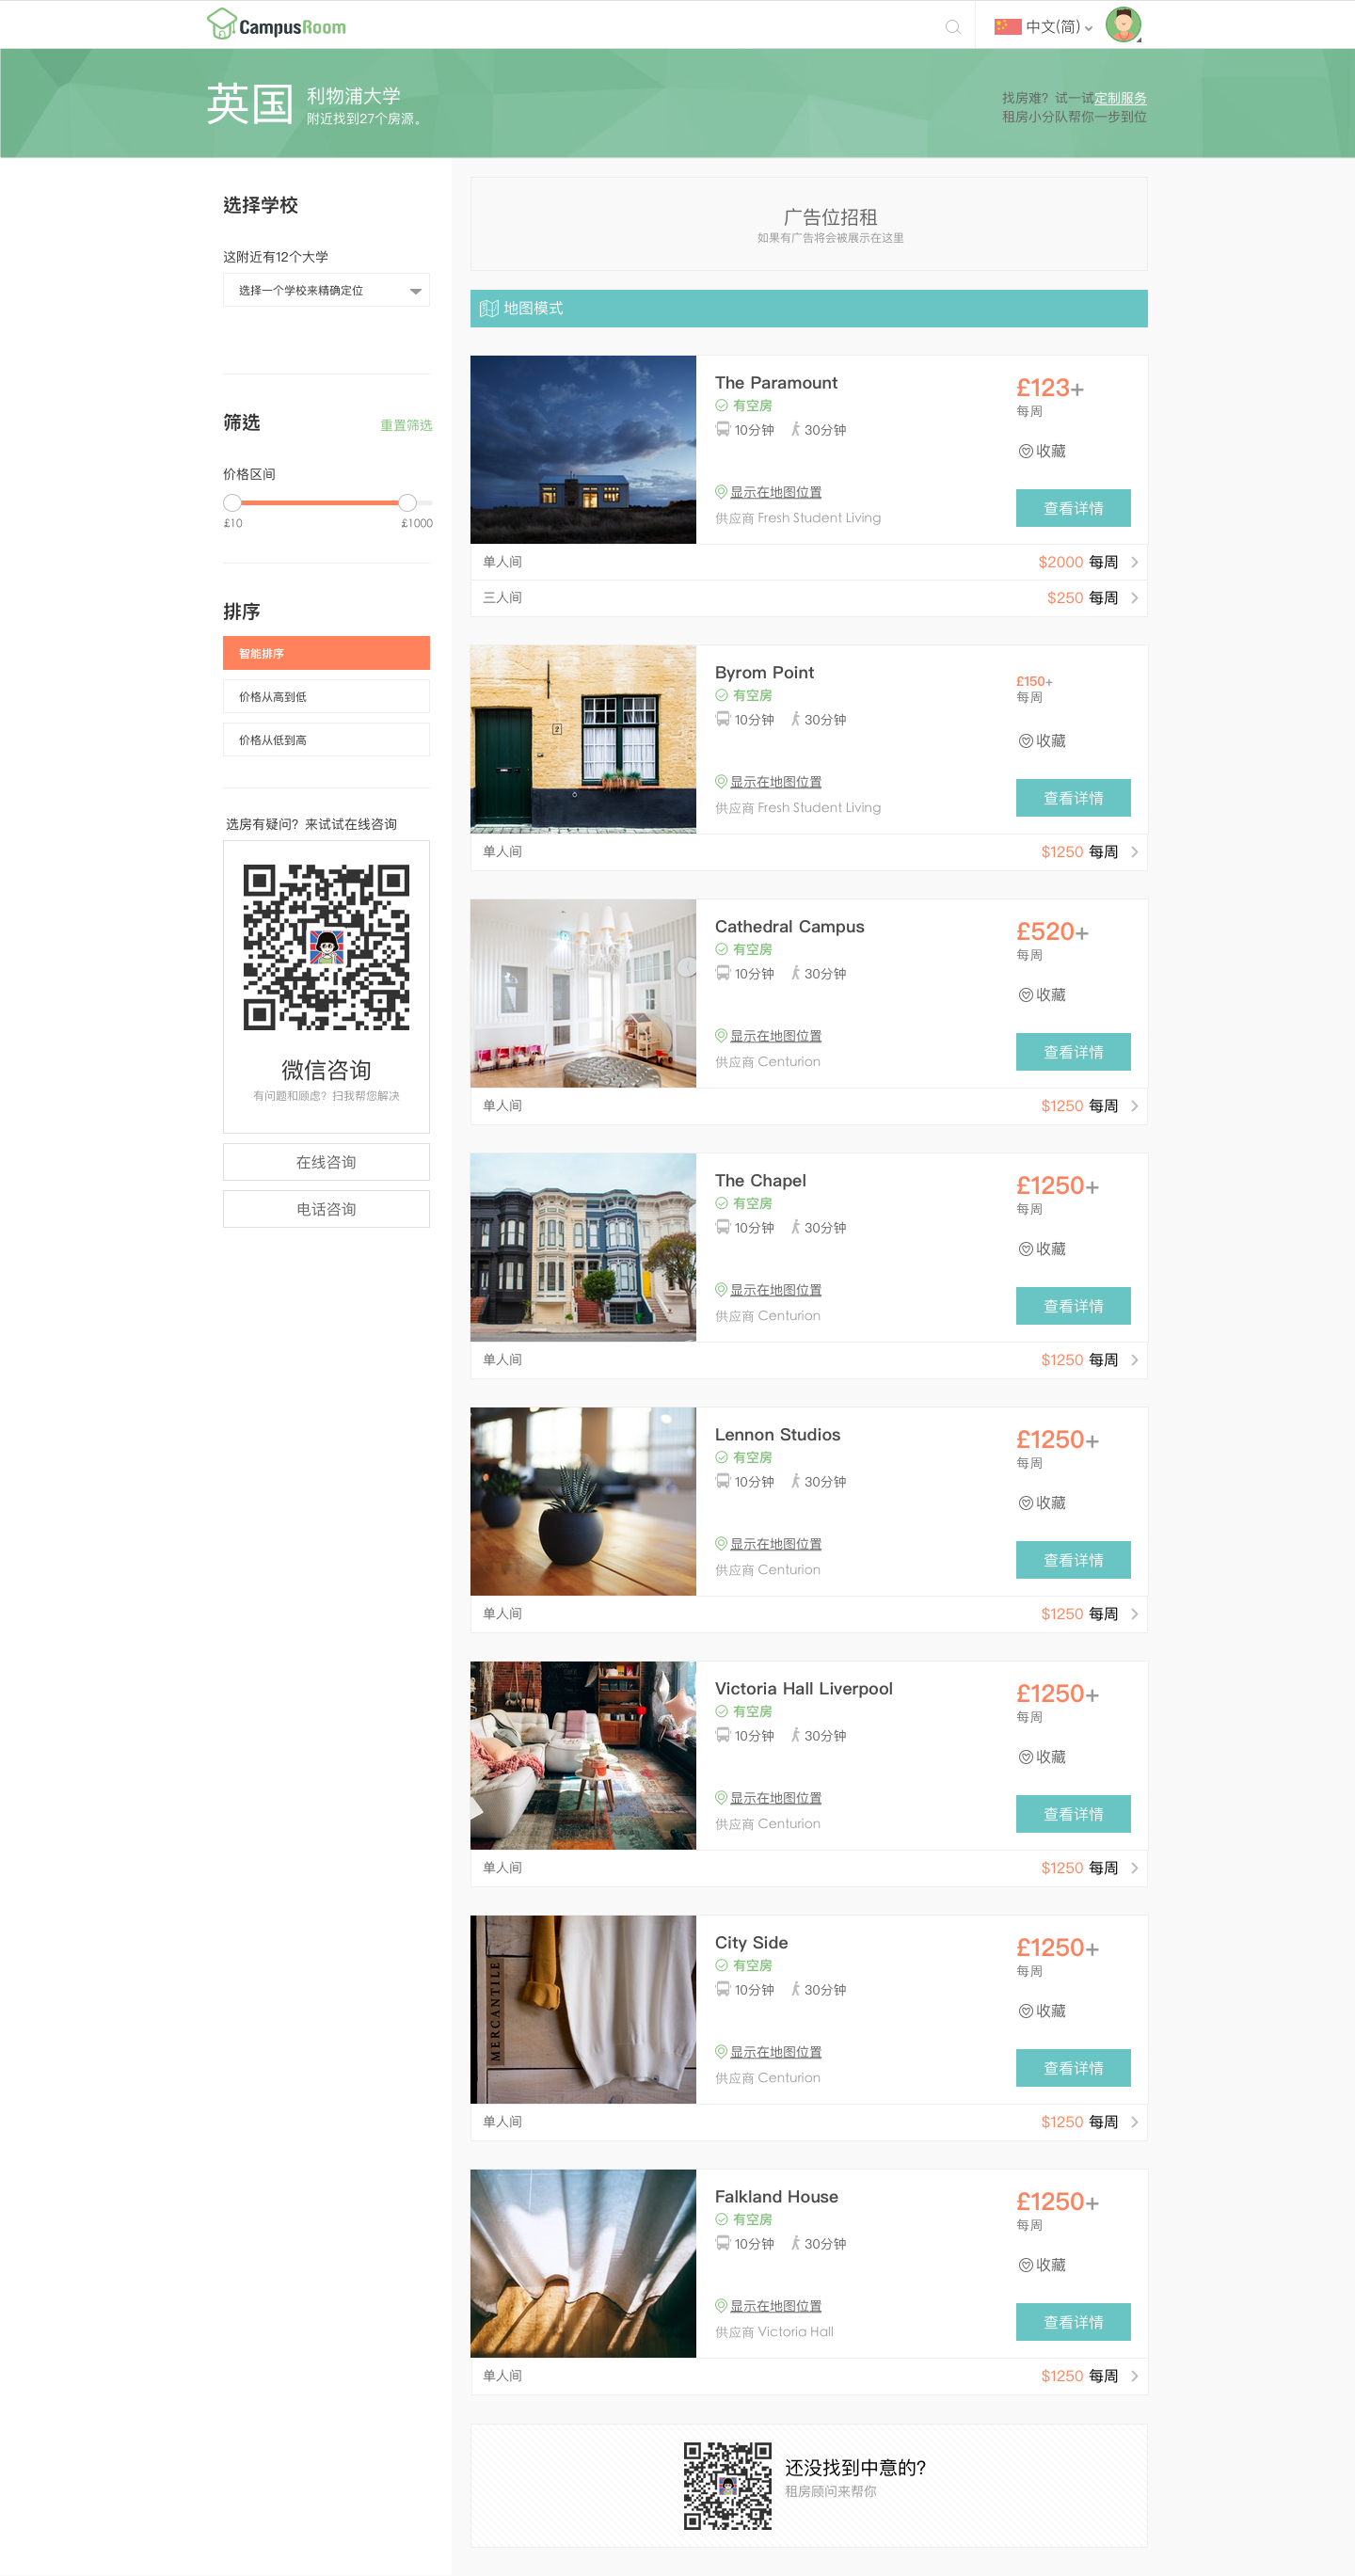 CampusRoom
中文(简)
英国
利物浦大学
附近找到27个房源。
找房难？试一试定制服务
租房小分队帮你一步到位
选择学校
这附近有12个大学
选择一个学校来精确定位
筛选
重置筛选
价格区间
£10
£1000
排序
智能排序
价格从高到低
价格从低到高
选房有疑问？来试试在线咨询
微信咨询
有问题和顾虑？扫我帮您解决
在线咨询
电话咨询
广告位招租
如果有广告将会被展示在这里
地图模式
The Paramount
有空房
10分钟 30分钟
显示在地图位置
供应商 Fresh Student Living
£123+
每周
收藏
查看详情
单人间 $2000 每周
三人间 $250 每周
Byrom Point
有空房
10分钟 30分钟
显示在地图位置
供应商 Fresh Student Living
£150+
每周
收藏
查看详情
2
单人间 $1250 每周
Cathedral Campus
有空房
10分钟 30分钟
显示在地图位置
供应商 Centurion
£520+
每周
收藏
查看详情
单人间 $1250 每周
The Chapel
有空房
10分钟 30分钟
显示在地图位置
供应商 Centurion
£1250+
每周
收藏
查看详情
单人间 $1250 每周
Lennon Studios
有空房
10分钟 30分钟
显示在地图位置
供应商 Centurion
£1250+
每周
收藏
查看详情
单人间 $1250 每周
Victoria Hall Liverpool
有空房
10分钟 30分钟
显示在地图位置
供应商 Centurion
£1250+
每周
收藏
查看详情
单人间 $1250 每周
MERCANTILE
City Side
有空房
10分钟 30分钟
显示在地图位置
供应商 Centurion
£1250+
每周
收藏
查看详情
单人间 $1250 每周
Falkland House
有空房
10分钟 30分钟
显示在地图位置
供应商 Victoria Hall
£1250+
每周
收藏
查看详情
单人间 $1250 每周
还没找到中意的？
租房顾问来帮你